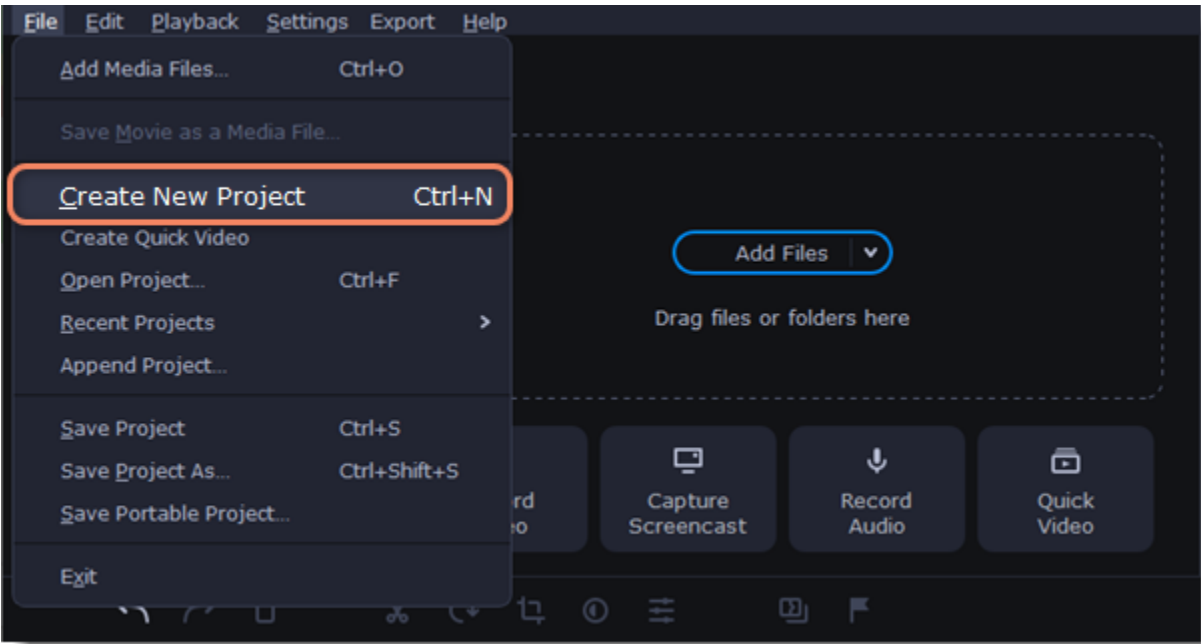 File Edit Playback Settings Export Help
Add Media Files... Ctrl+O
Save Movie as a Media File...
Create New Project Ctrl+N
Create Quick Video
Open Project... Ctrl+F
Recent Projects
Append Project...
Save Project Ctrl+S
Save Project As... Ctrl+Shift+S
Save Portable Project...
Exit
Add Files
Drag files or folders here
Capture
Screencast
Record
Audio
Quick
Video